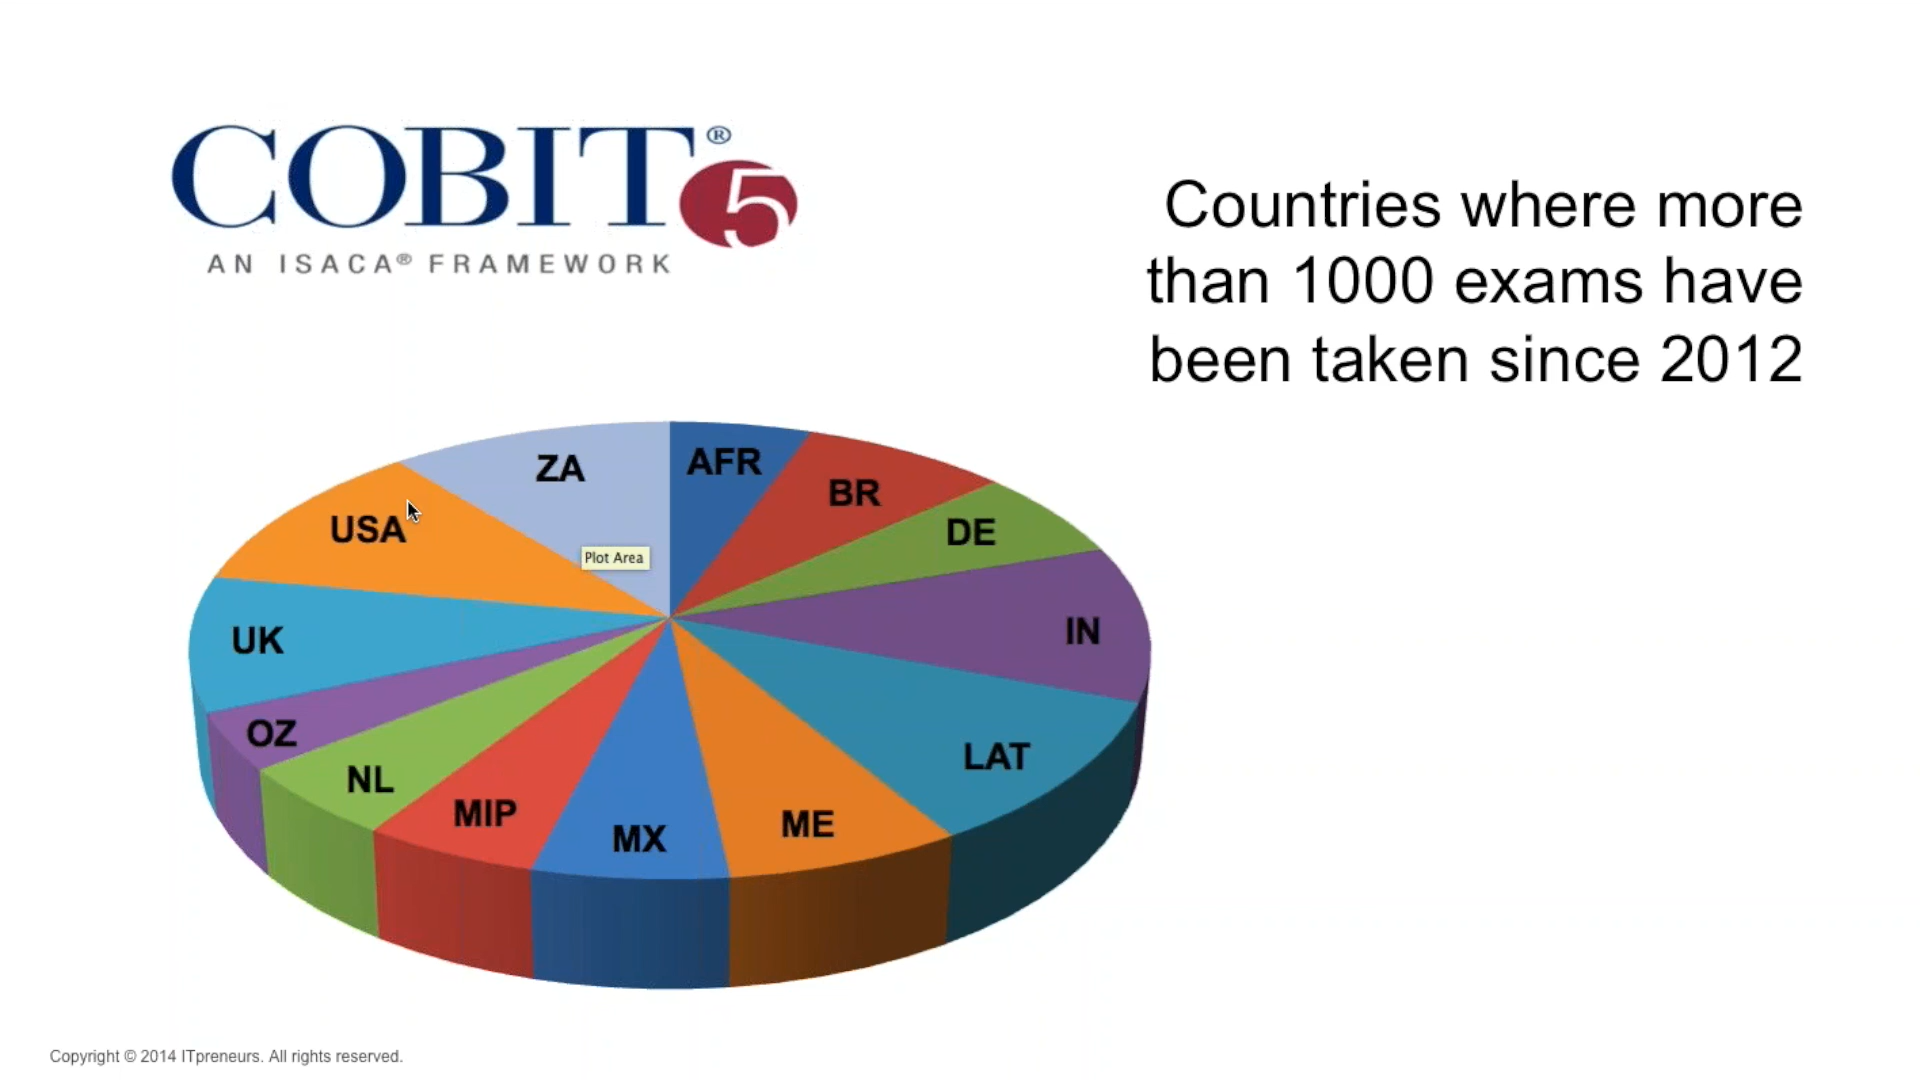 COBIT® 5
AN ISACA® FRAMEWORK
Countries where more
than 1000 exams have
been taken since 2012
ZA
AFR
BR
DE
USA
Plot Area
IN
UK
OZ
LAT
NL
MIP
MX
ME
Copyright © 2014 ITpreneurs. All rights reserved.